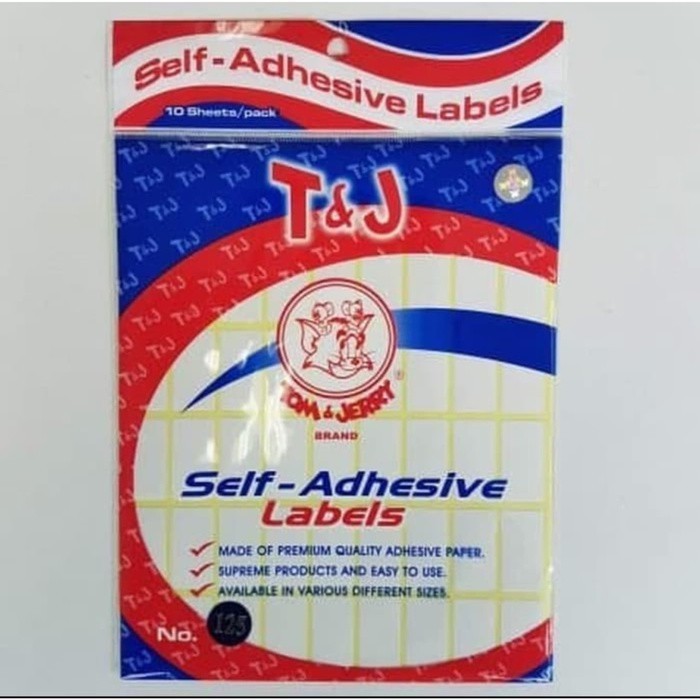 Self-Adhesive Labels
10 Sheets/pack
T&J
TOM & JERRY®
BRAND
Self-Adhesive
Labels
MADE OF PREMIUM QUALITY ADHESIVE PAPER.
SUPREME PRODUCTS AND EASY TO USE.
AVAILABLE IN VARIOUS DIFFERENT SIZES.
No. 125